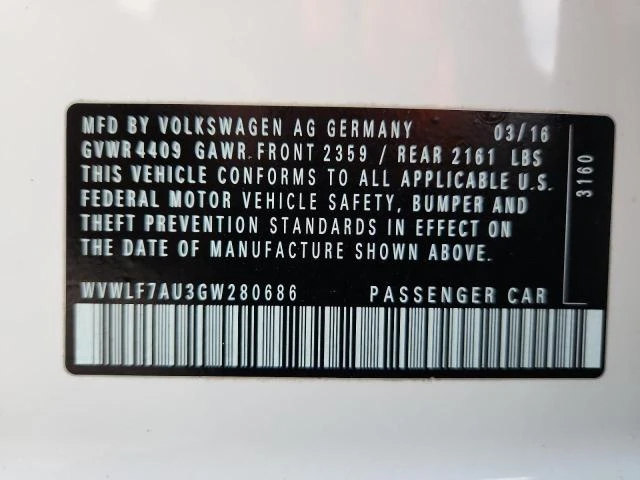 MFD BY VOLKSWAGEN AG GERMANY 03/16
GVWR 4409 GAWR FRONT 2359 / REAR 2161 LBS
THIS VEHICLE CONFORMS TO ALL APPLICABLE U.S.
FEDERAL MOTOR VEHICLE SAFETY, BUMPER AND
THEFT PREVENTION STANDARDS IN EFFECT ON
THE DATE OF MANUFACTURE SHOWN ABOVE.
3160
WVWLF7AU3GW280686 PASSENGER CAR